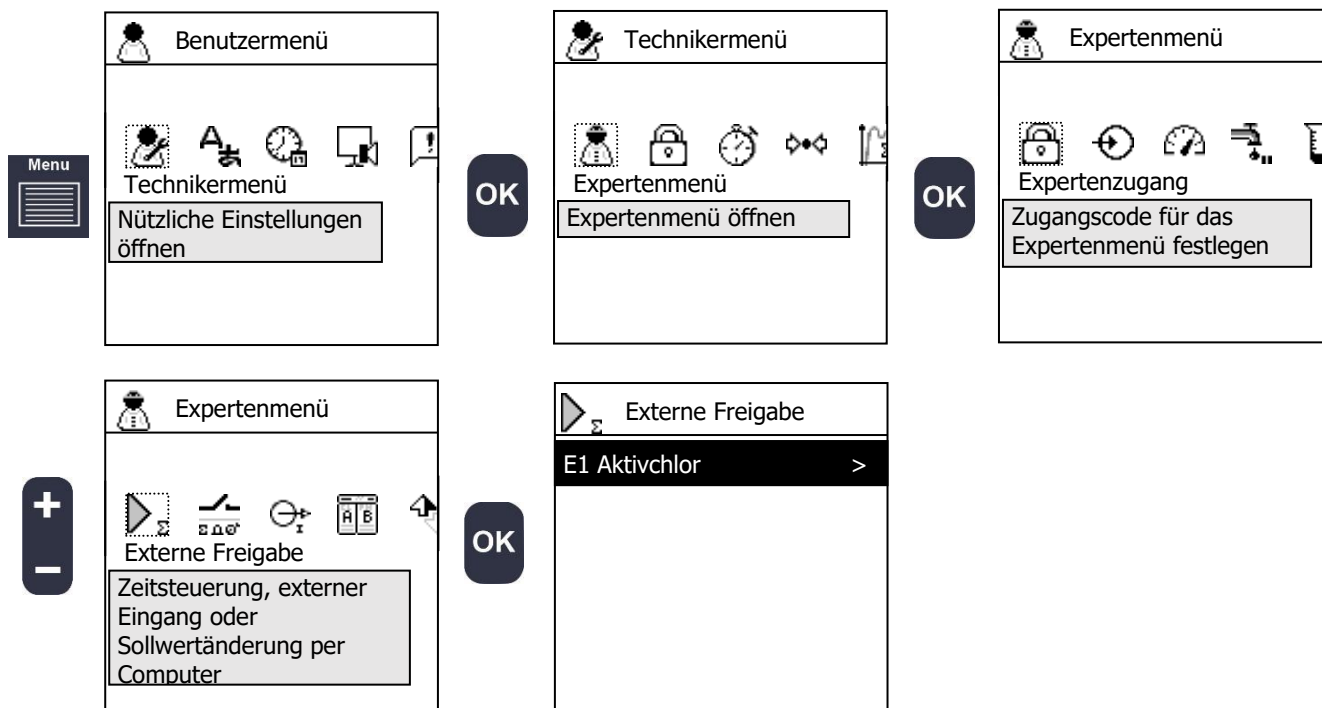 Benutzermenü
Technikermenü
Expertenmenü
Menu
Technikermenü
Nützliche Einstellungen
öffnen
OK
Expertenmenü
Expertenmenü öffnen
OK
Expertenzugang
Zugangscode für das
Expertenmenü festlegen
Expertenmenü
+
−
Externe Freigabe
Zeitsteuerung, externer
Eingang oder
Sollwertänderung per
Computer
OK
Externe Freigabe
E1 Aktivchlor >